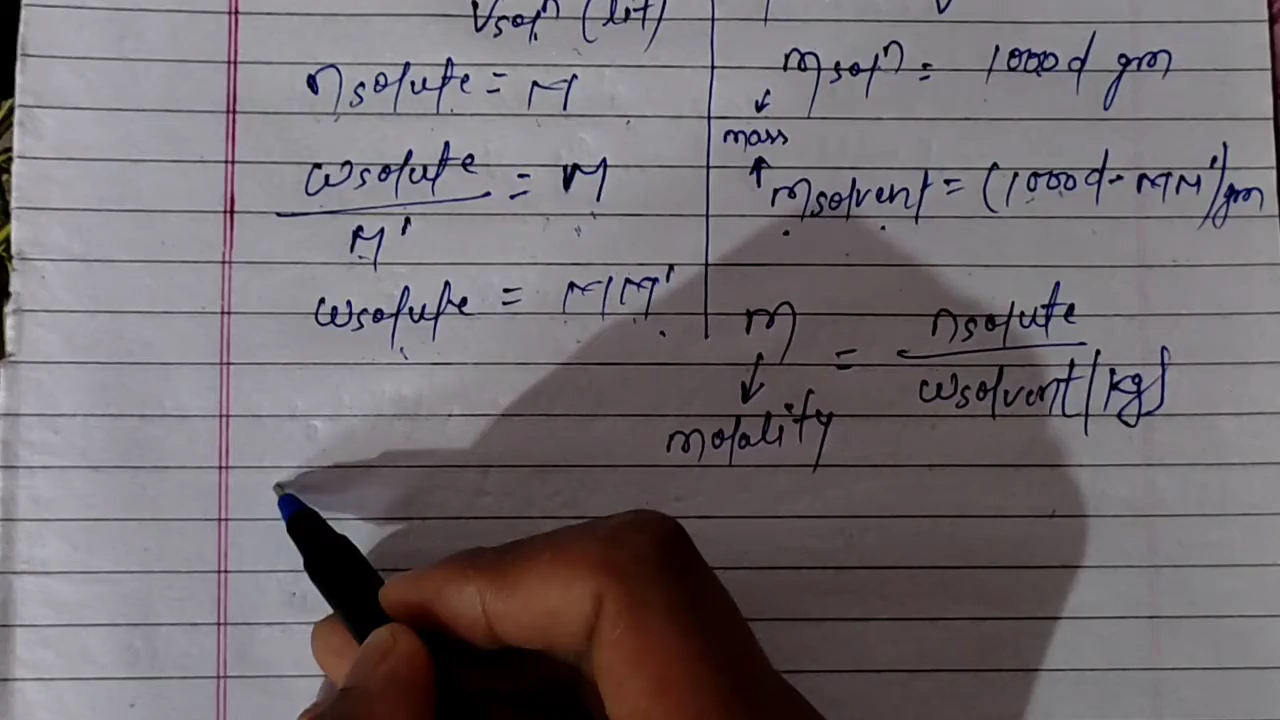 Vsolⁿ (lit)
nsolute = M
wsolute / M' = M
wsolute = MM'
msolⁿ = 1000d gm
↓
mass
↑
msolvent = (1000d - MM')gm
m = nsolute / wsolvent(kg)
↓
molality